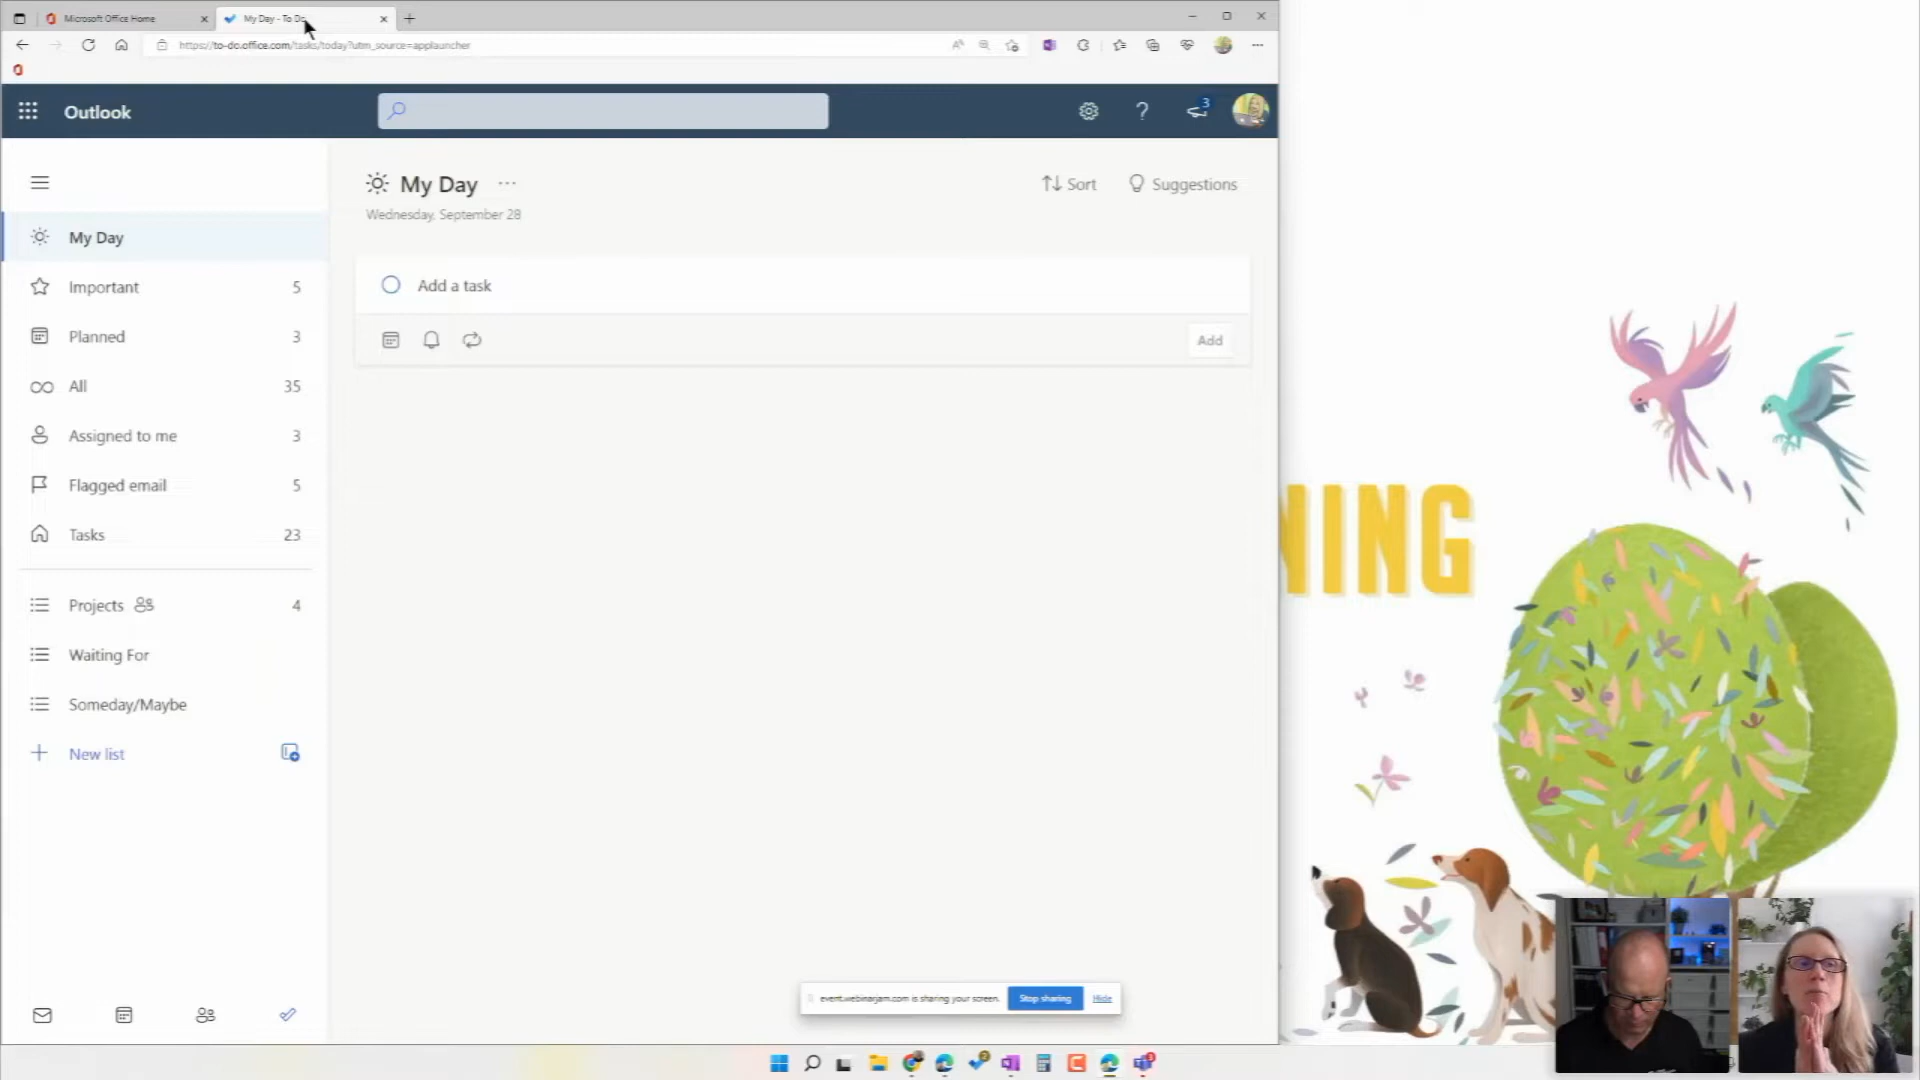 Microsoft Office Home
My Day - To Do
https://to-do.office.com/tasks/today?utm_source=applauncher
Outlook
3
My Day
Sort
Suggestions
Wednesday, September 28
My Day
Important 5
Planned 3
All 35
Assigned to me 3
Flagged email 5
Tasks 23
Projects 4
Waiting For
Someday/Maybe
New list
Add a task
Add
NING
event.webinarjam.com is sharing your screen.
Stop sharing
Hide